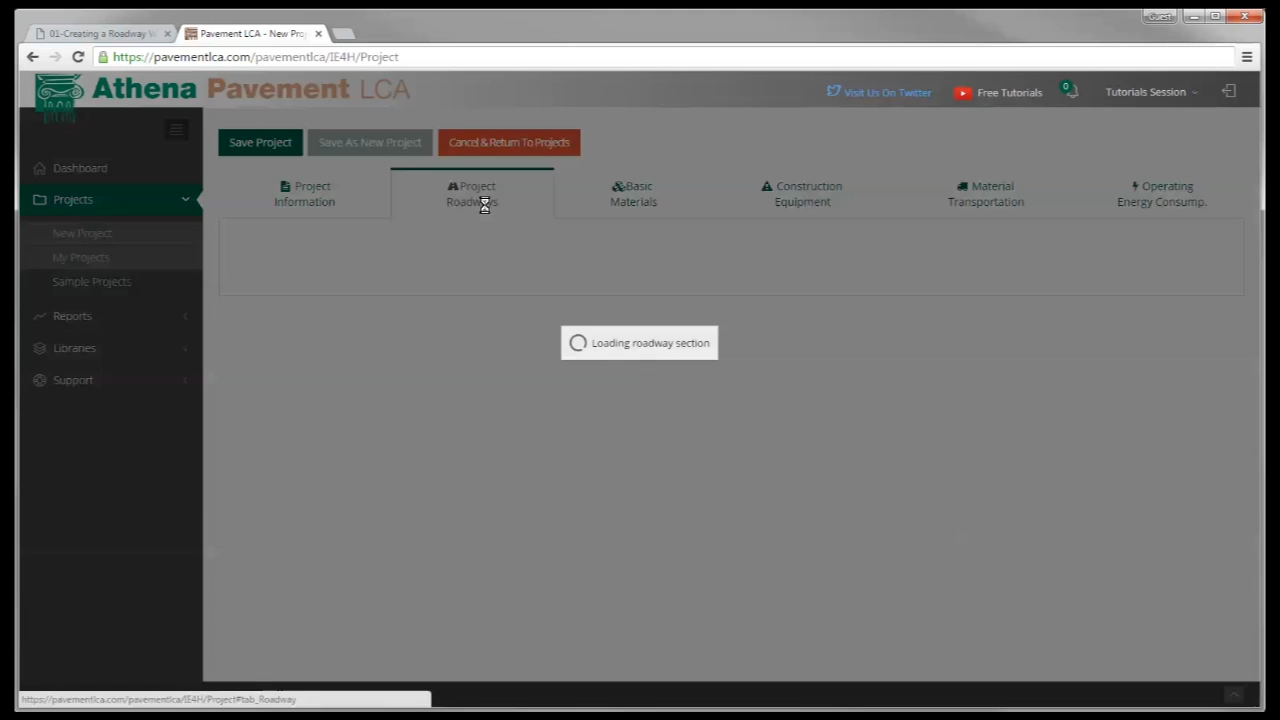 Guest
01-Creating a Roadway
Pavement LCA - New Pro
https://pavementlca.com/pavementlca/IE4H/Project
Athena Pavement LCA
Visit Us On Twitter
Free Tutorials
0
Tutorials Session
Save Project
Save As New Project
Cancel & Return To Projects
Dashboard
Projects
New Project
My Projects
Sample Projects
Reports
Libraries
Support
Project
Information
Project
Roadways
Basic
Materials
Construction
Equipment
Material
Transportation
Operating
Energy Consump.
Loading roadway section
https://pavementlca.com/pavementlca/IE4H/Project#tab_Roadway